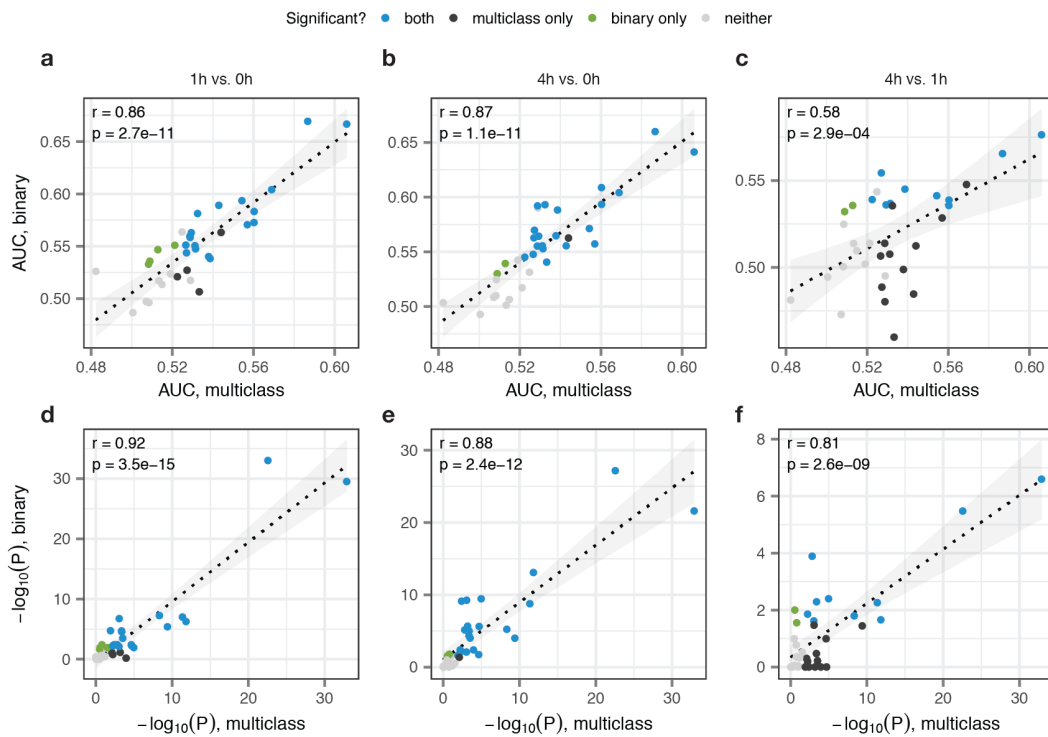 Significant? both multiclass only binary only neither
a
b
c
1h vs. 0h
4h vs. 0h
4h vs. 1h
r = 0.86
p = 2.7e−11
r = 0.87
p = 1.1e−11
r = 0.58
p = 2.9e−04
AUC, binary
0.65
0.60
0.55
0.50
0.65
0.60
0.55
0.50
0.55
0.50
0.48 0.52 0.56 0.60
0.48 0.52 0.56 0.60
0.48 0.52 0.56 0.60
AUC, multiclass
AUC, multiclass
AUC, multiclass
d
e
f
r = 0.92
p = 3.5e−15
r = 0.88
p = 2.4e−12
r = 0.81
p = 2.6e−09
−log10(P), binary
30
20
10
0
30
20
10
0
8
6
4
2
0
0 10 20 30
0 10 20 30
0 10 20 30
−log10(P), multiclass
−log10(P), multiclass
−log10(P), multiclass